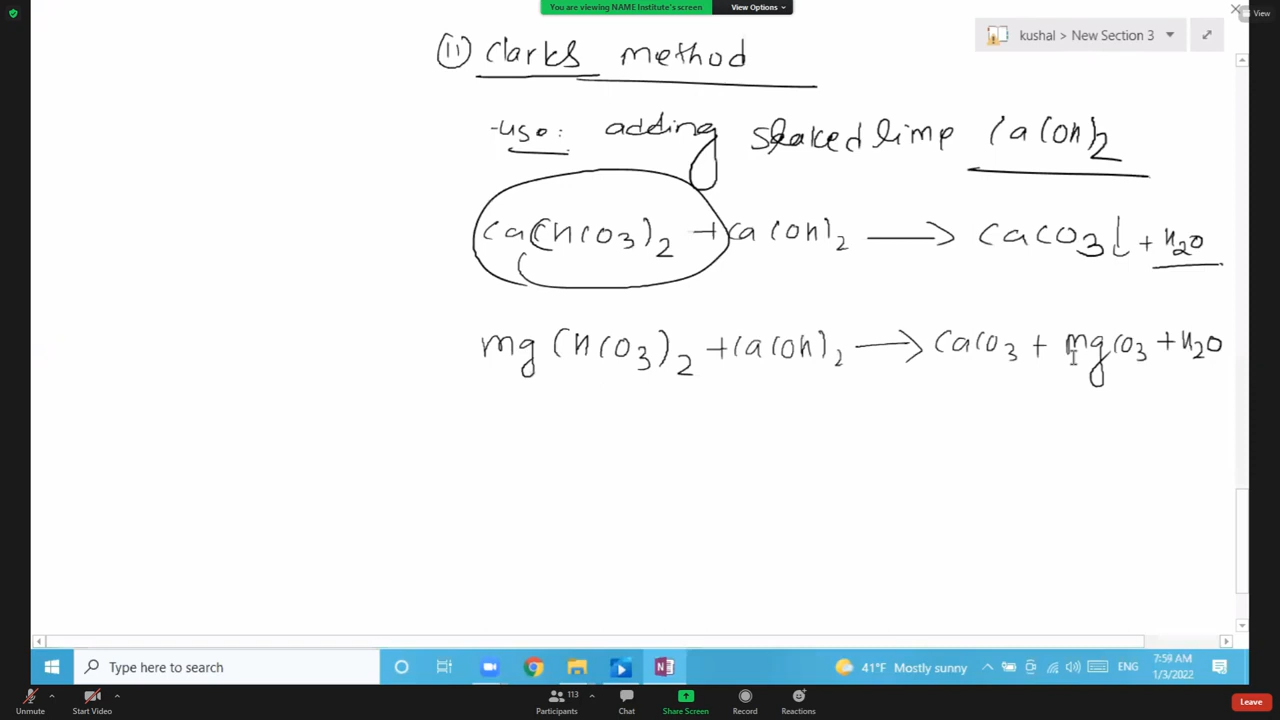 You are viewing NAME Institute's screen
View Options
View
kushal > New Section 3
(ii) Clarks method
-use: adding slaked lime Ca(OH)2
Ca(HCO3)2 + Ca(OH)2 → CaCO3↓ + H2O
mg(HCO3)2 + Ca(OH)2 → CaCO3 + mgCO3 + H2O
Type here to search
41°F Mostly sunny
ENG
7:59 AM
1/3/2022
Unmute
Start Video
113
Participants
Chat
Share Screen
Record
Reactions
Leave